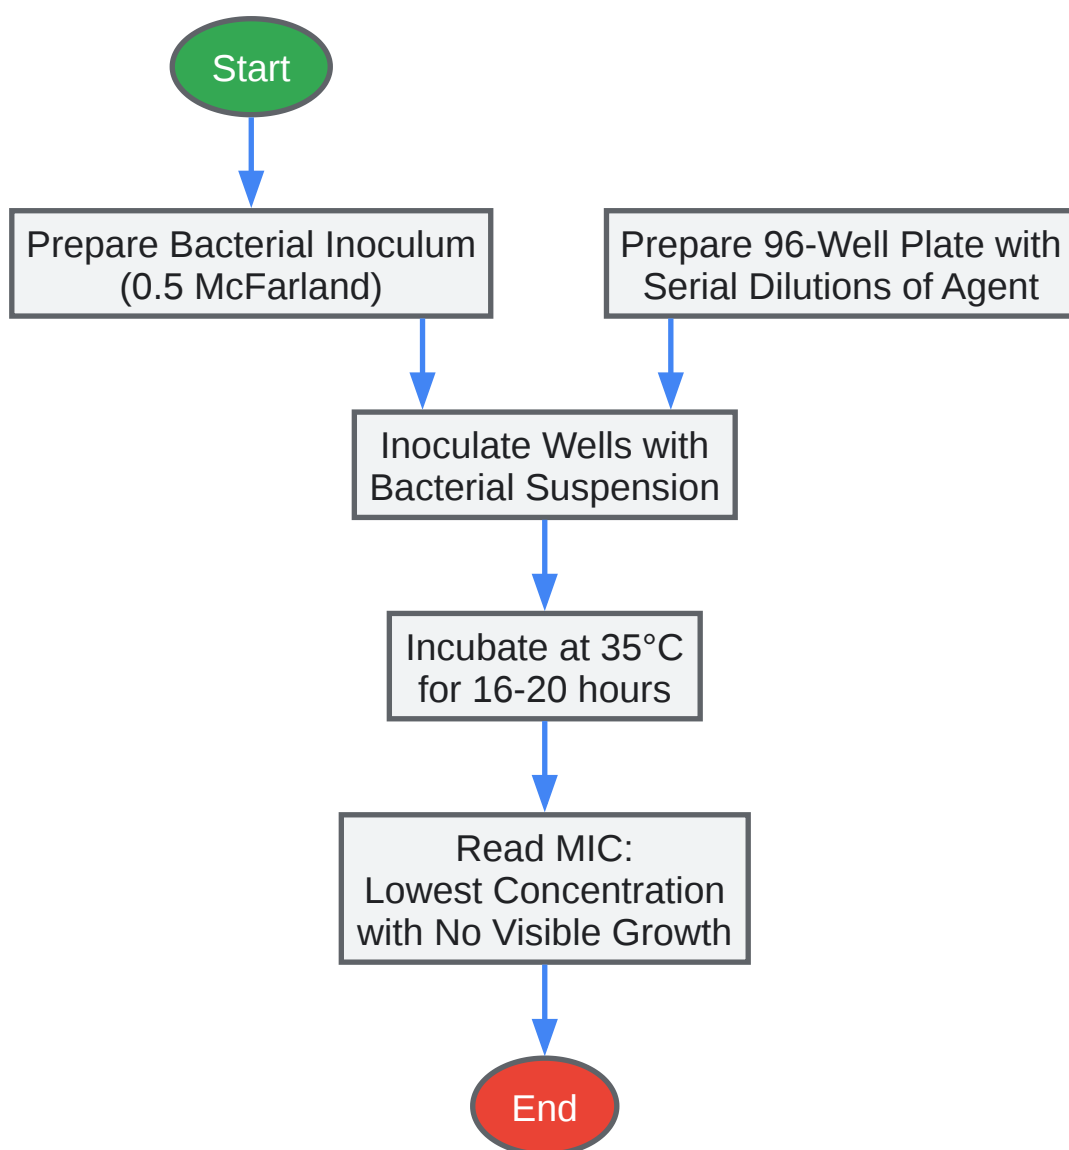 Start
Prepare Bacterial Inoculum
(0.5 McFarland)
Prepare 96-Well Plate with
Serial Dilutions of Agent
Inoculate Wells with
Bacterial Suspension
Incubate at 35°C
for 16-20 hours
Read MIC:
Lowest Concentration
with No Visible Growth
End